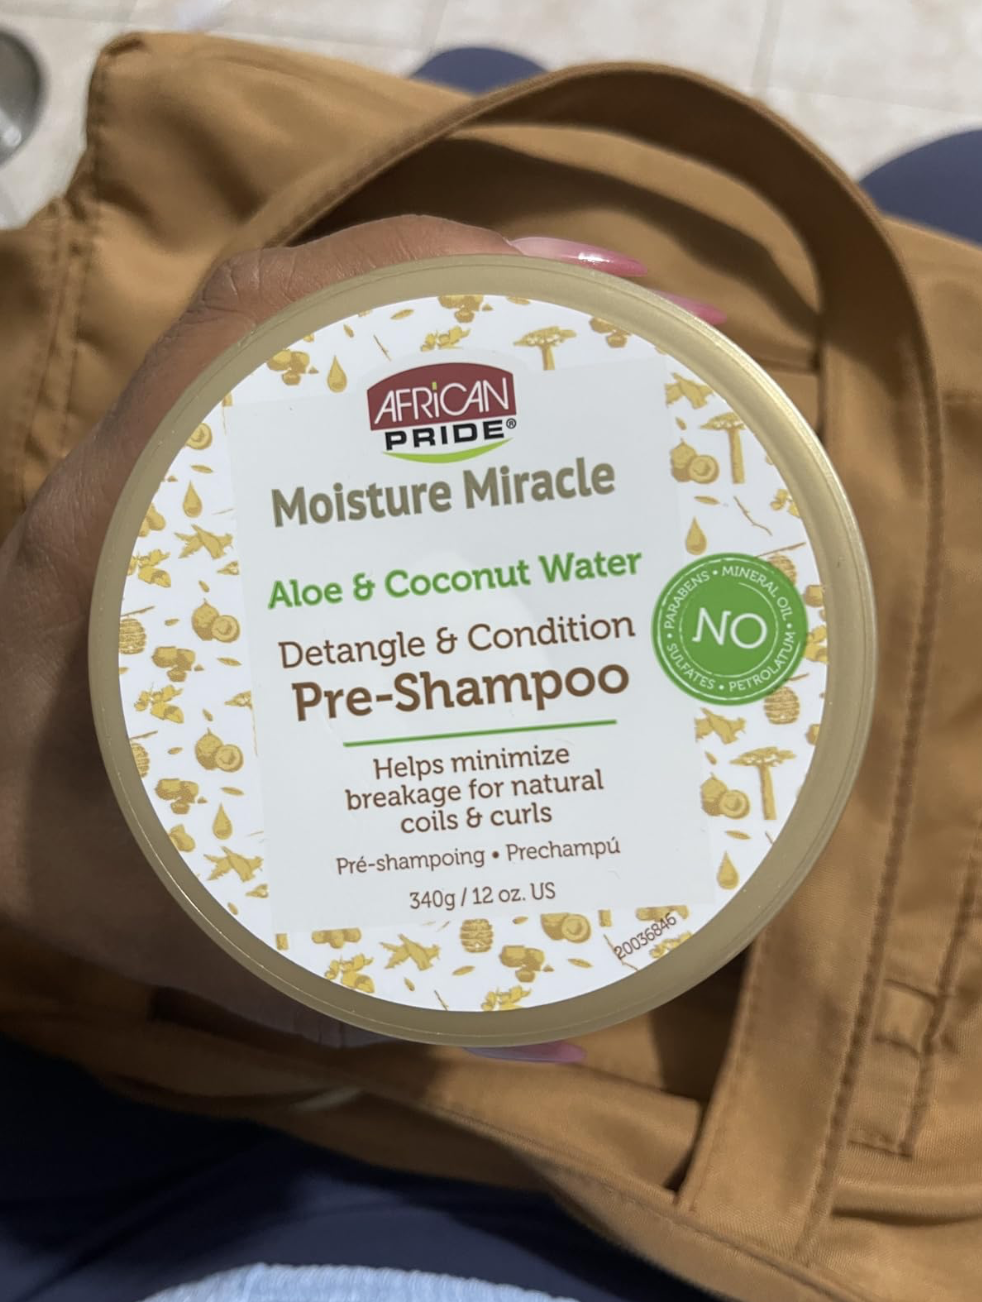 AFRiCAN
PRIDE®
Moisture Miracle
Aloe & Coconut Water
Detangle & Condition
Pre-Shampoo
PARABENS • MINERAL OIL • PETROLATUM • SULFATES •
NO
Helps minimize
breakage for natural
coils & curls
Pré-shampoing • Prechampú
340g / 12 oz. US
20036846